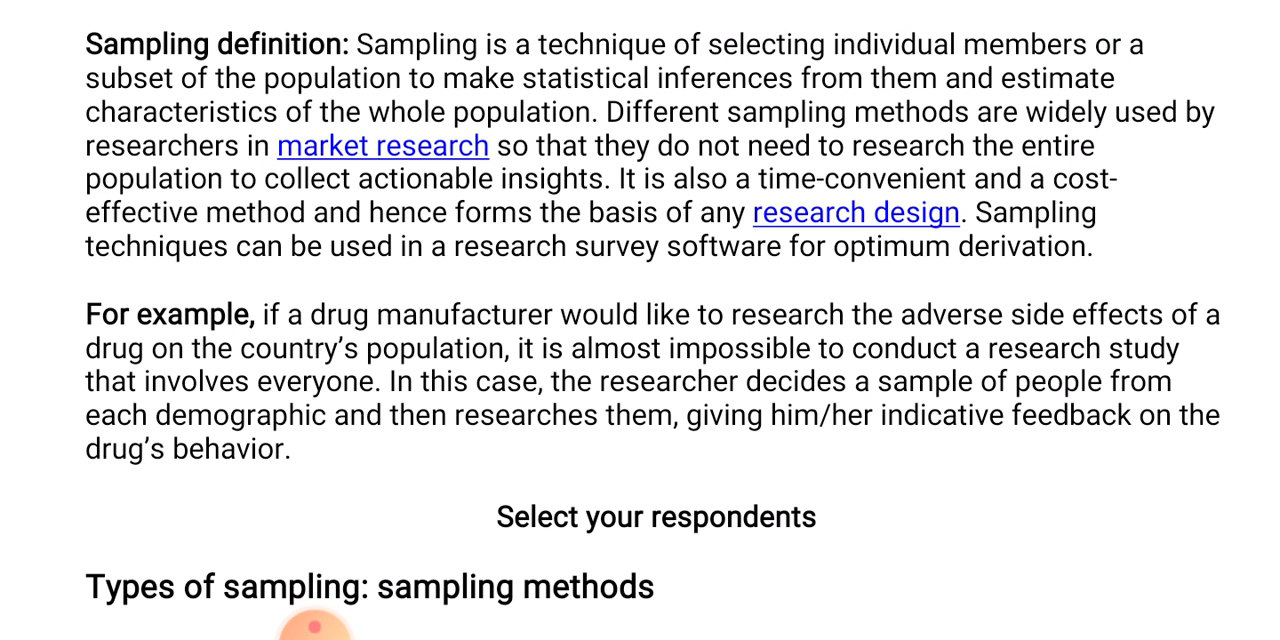 Sampling definition: Sampling is a technique of selecting individual members or a
subset of the population to make statistical inferences from them and estimate
characteristics of the whole population. Different sampling methods are widely used by
researchers in market research so that they do not need to research the entire
population to collect actionable insights. It is also a time-convenient and a cost-
effective method and hence forms the basis of any research design. Sampling
techniques can be used in a research survey software for optimum derivation.
For example, if a drug manufacturer would like to research the adverse side effects of a
drug on the country’s population, it is almost impossible to conduct a research study
that involves everyone. In this case, the researcher decides a sample of people from
each demographic and then researches them, giving him/her indicative feedback on the
drug’s behavior.
Select your respondents
Types of sampling: sampling methods